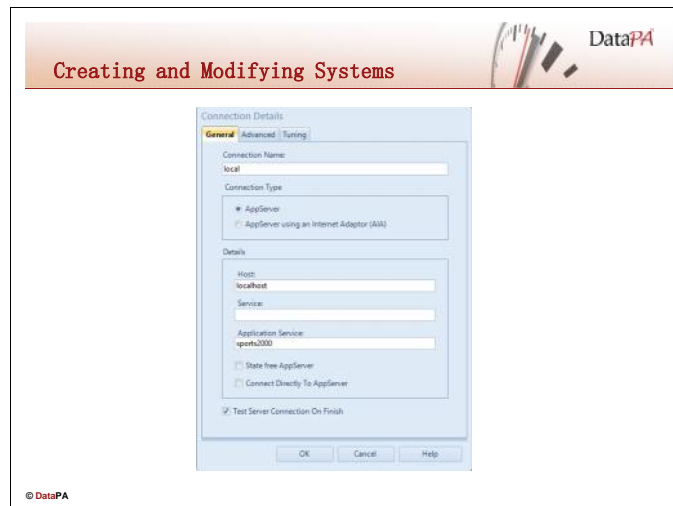 DataPA
Creating and Modifying Systems
Connection Details
General Advanced Tuning
Connection Name:
local
Connection Type
AppServer
AppServer using an Internet Adaptor (AIA)
Details
Host:
localhost
Service:
Application Service:
sports2000
State free AppServer
Connect Directly To AppServer
Test Server Connection On Finish
OK Cancel Help
© DataPA